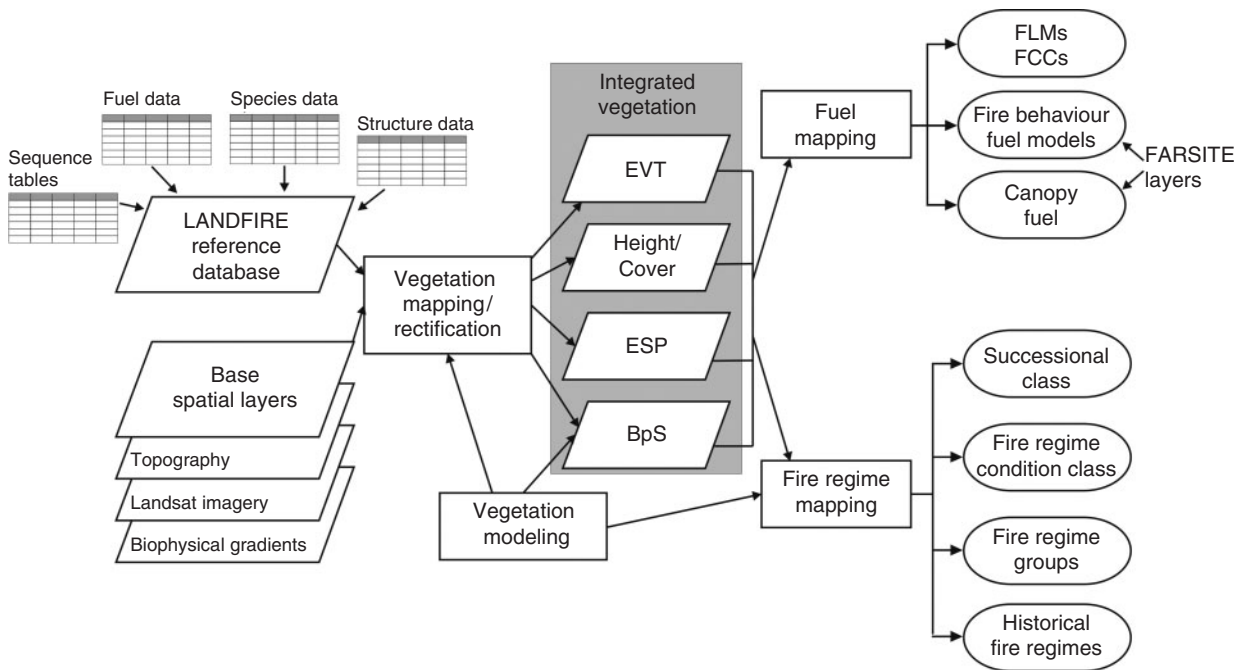 Fuel data
Species data
Structure data
Sequence
tables
LANDFIRE
reference
database
Base
spatial layers
Topography
Landsat imagery
Biophysical gradients
Vegetation
mapping/
rectification
Vegetation
modeling
Integrated
vegetation
EVT
Height/
Cover
ESP
BpS
Fuel
mapping
Fire regime
mapping
FLMs
FCCs
Fire behaviour
fuel models
Canopy
fuel
FARSITE
layers
Successional
class
Fire regime
condition class
Fire regime
groups
Historical
fire regimes